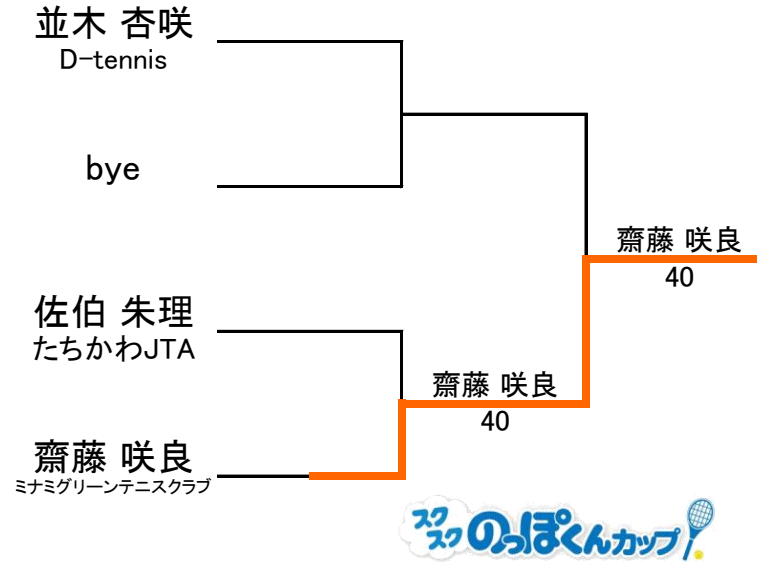 並木 杏咲
D-tennis
bye
齋藤 咲良
40
佐伯 朱理
たちかわJTA
齋藤 咲良
40
齋藤 咲良
ミナミグリーンテニスクラブ
スク
スク
のっぽくんカップ